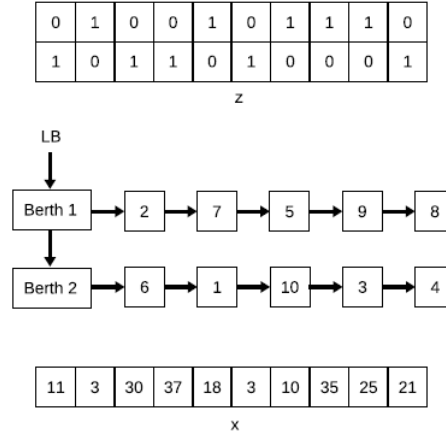 0 1 0 0 1 0 1 1 1 0
1 0 1 1 0 1 0 0 0 1
z
LB
Berth 1 2 7 5 9 8
Berth 2 6 1 10 3 4
11 3 30 37 18 3 10 35 25 21
x